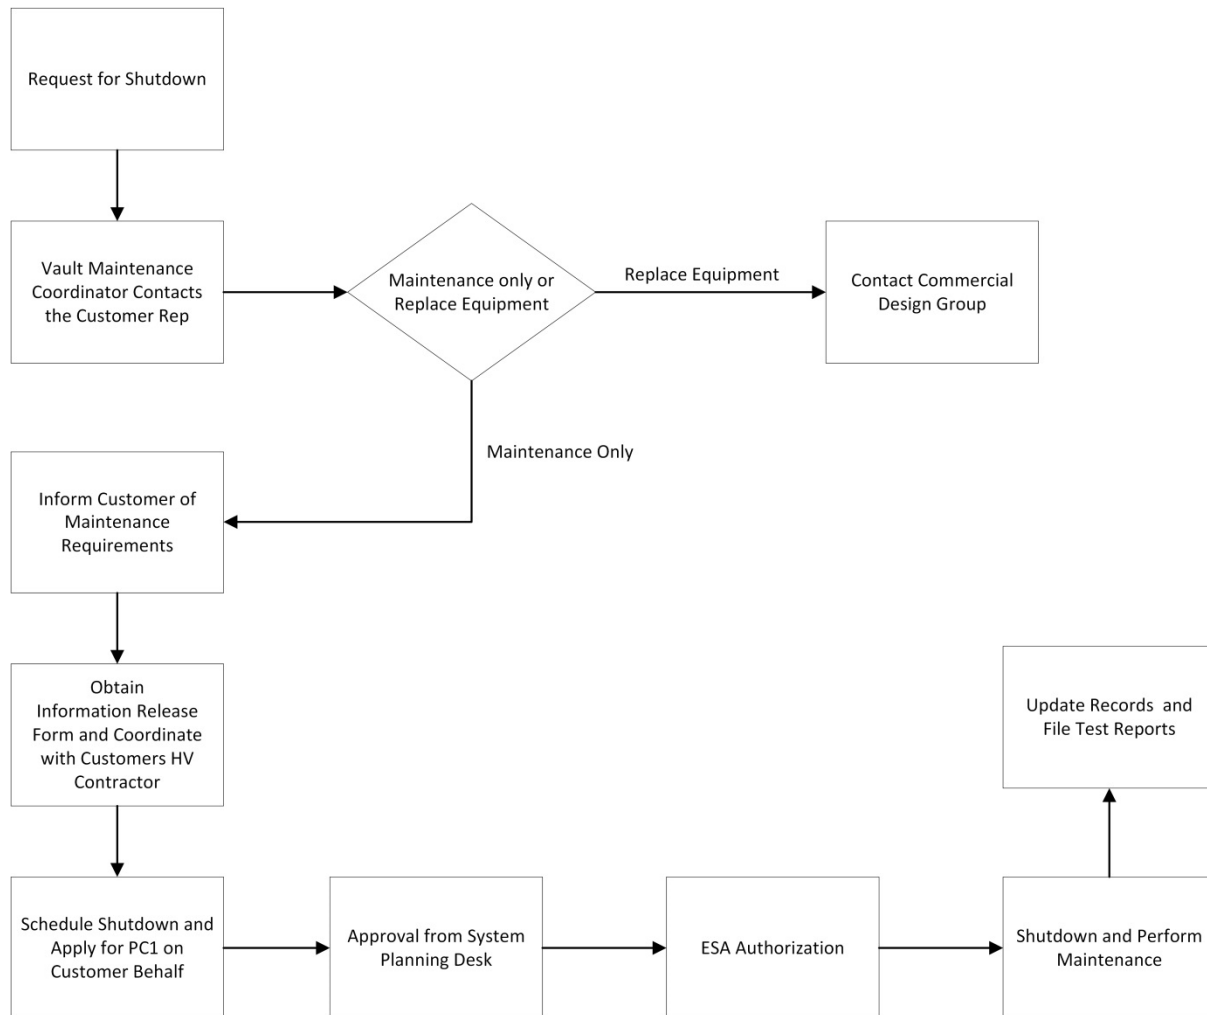 Request for Shutdown
Vault Maintenance
Coordinator Contacts
the Customer Rep
Maintenance only or
Replace Equipment
Replace Equipment
Contact Commercial
Design Group
Maintenance Only
Inform Customer of
Maintenance
Requirements
Obtain
Information Release
Form and Coordinate
with Customers HV
Contractor
Schedule Shutdown and
Apply for PC1 on
Customer Behalf
Approval from System
Planning Desk
ESA Authorization
Shutdown and Perform
Maintenance
Update Records and
File Test Reports